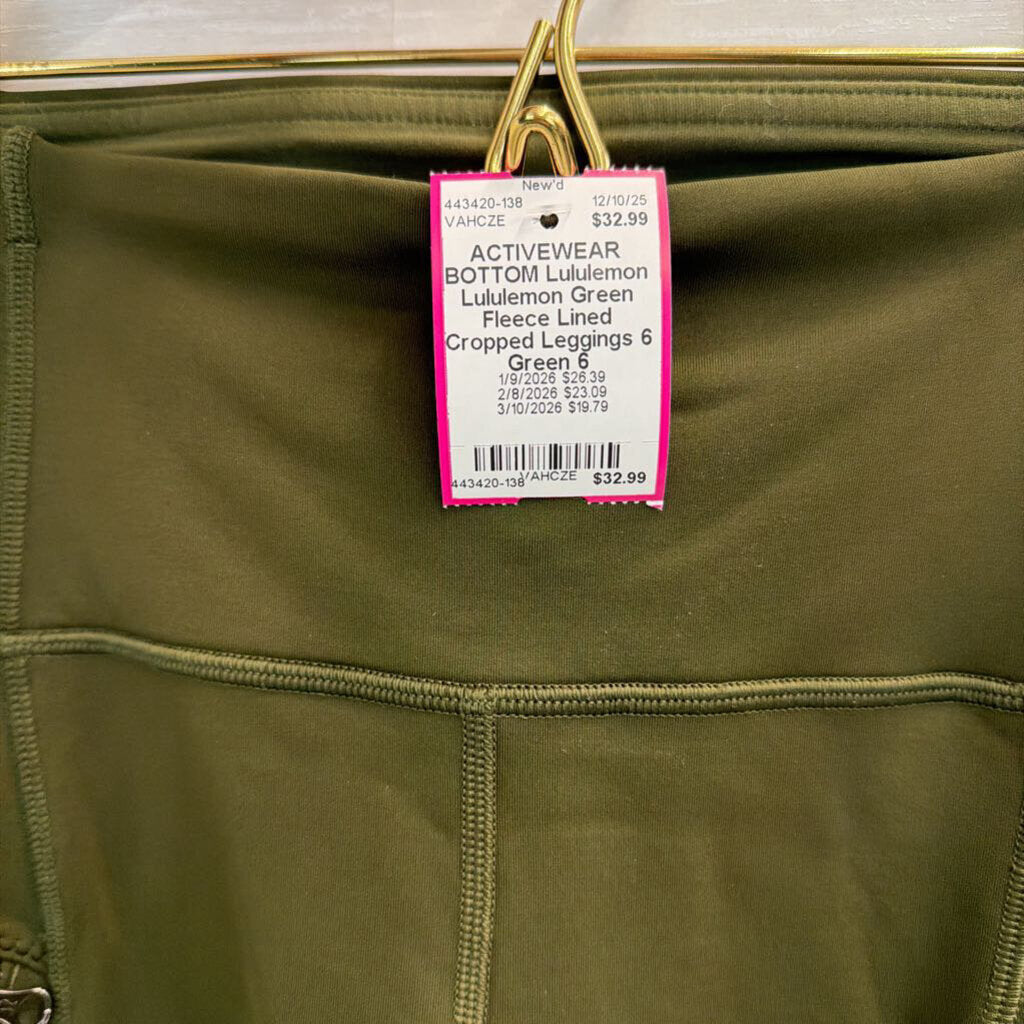 New'd
443420-138 12/10/25
VAHCZE $32.99
ACTIVEWEAR
BOTTOM Lululemon
Lululemon Green
Fleece Lined
Cropped Leggings 6
Green 6
1/9/2026 $26.39
2/8/2026 $23.09
3/10/2026 $19.79
443420-138 VAHCZE $32.99